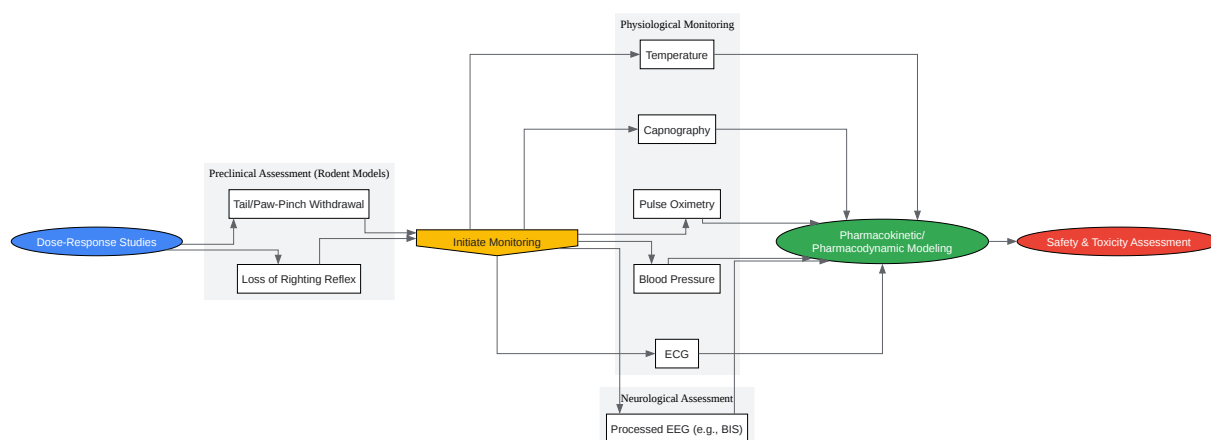 Physiological Monitoring
Temperature
Capnography
Preclinical Assessment (Rodent Models)
Tail/Paw-Pinch Withdrawal
Pulse Oximetry
Dose-Response Studies
Initiate Monitoring
Pharmacokinetic/
Pharmacodynamic Modeling
Safety & Toxicity Assessment
Loss of Righting Reflex
Blood Pressure
ECG
Neurological Assessment
Processed EEG (e.g., BIS)